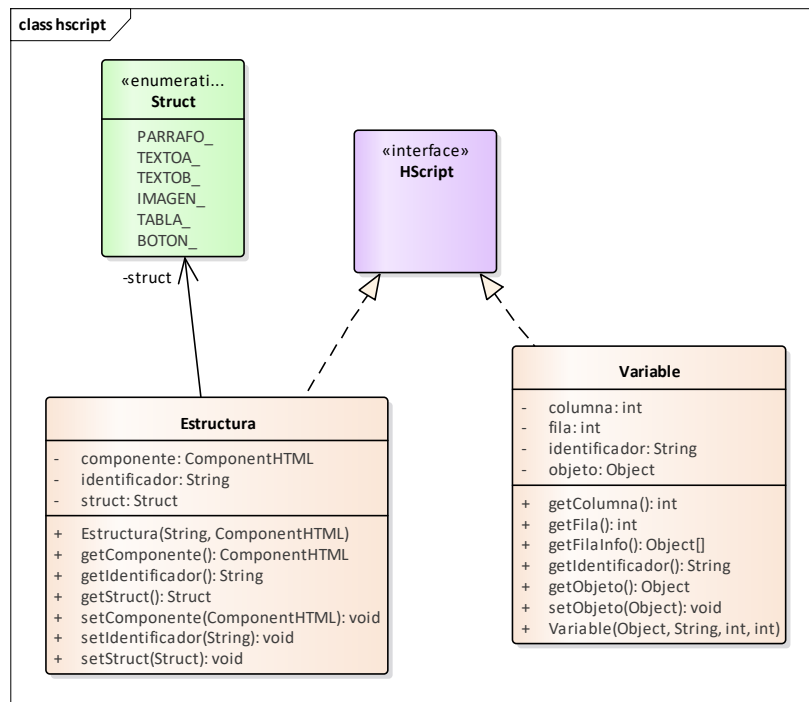 class hscript
«enumerati...
Struct
PARRAFO_
TEXTOA_
TEXTOB_
IMAGEN_
TABLA_
BOTON_
-struct
«interface»
HScript
Estructura
- componente: ComponentHTML
- identificador: String
- struct: Struct
+ Estructura(String, ComponentHTML)
+ getComponente(): ComponentHTML
+ getIdentificador(): String
+ getStruct(): Struct
+ setComponente(ComponentHTML): void
+ setIdentificador(String): void
+ setStruct(Struct): void
Variable
- columna: int
- fila: int
- identificador: String
- objeto: Object
+ getColumna(): int
+ getFila(): int
+ getFilaInfo(): Object[]
+ getIdentificador(): String
+ getObjeto(): Object
+ setObjeto(Object): void
+ Variable(Object, String, int, int)